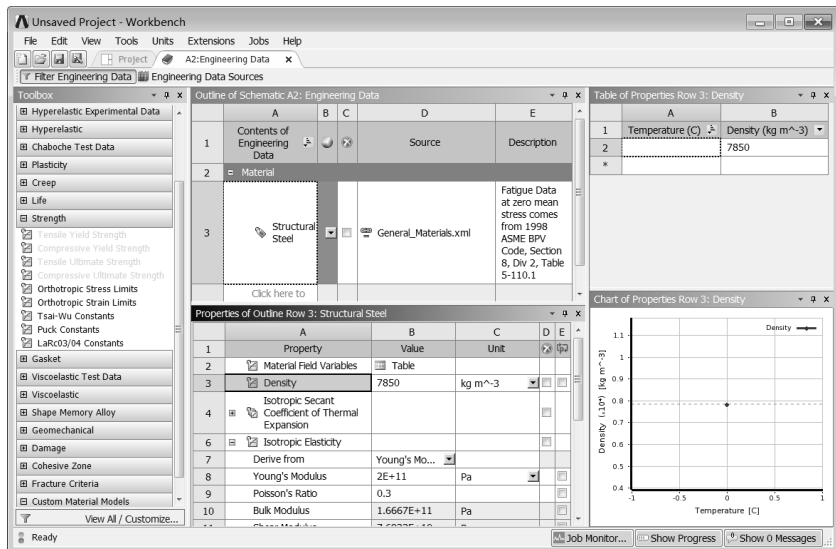 Unsaved Project - Workbench
File Edit View Tools Units Extensions Jobs Help
Project A2:Engineering Data x
Filter Engineering Data Engineering Data Sources
Toolbox
Hyperelastic Experimental Data
Hyperelastic
Chaboche Test Data
Plasticity
Creep
Life
Strength
Tensile Yield Strength
Compressive Yield Strength
Tensile Ultimate Strength
Compressive Ultimate Strength
Orthotropic Stress Limits
Orthotropic Strain Limits
Tsai-Wu Constants
Puck Constants
LaRc03/04 Constants
Gasket
Viscoelastic Test Data
Viscoelastic
Shape Memory Alloy
Geomechanical
Damage
Cohesive Zone
Fracture Criteria
Custom Material Models
View All / Customize...
Outline of Schematic A2: Engineering Data
A B C D E
1 Contents of
Engineering
Data
Source Description
2 Material
3 Structural
Steel
General_Materials.xml
Fatigue Data
at zero mean
stress comes
from 1998
ASME BPV
Code, Section
8, Div 2, Table
5-110.1
Click here to
Properties of Outline Row 3: Structural Steel
A B C D E
1 Property Value Unit
2 Material Field Variables Table
3 Density 7850 kg m^-3
4 Isotropic Secant
Coefficient of Thermal
Expansion
6 Isotropic Elasticity
7 Derive from Young's Mo...
8 Young's Modulus 2E+11 Pa
9 Poisson's Ratio 0.3
10 Bulk Modulus 1.6667E+11 Pa
Table of Properties Row 3: Density
A B
1 Temperature (C) Density (kg m^-3)
2 7850
*
Chart of Properties Row 3: Density
Density
1.1
1
0.9
0.8
0.7
0.6
0.5
0.4
Density (.10⁴) [kg m^-3]
-1 -0.5 0 0.5 1
Temperature [C]
Ready
Job Monitor... Show Progress Show 0 Messages